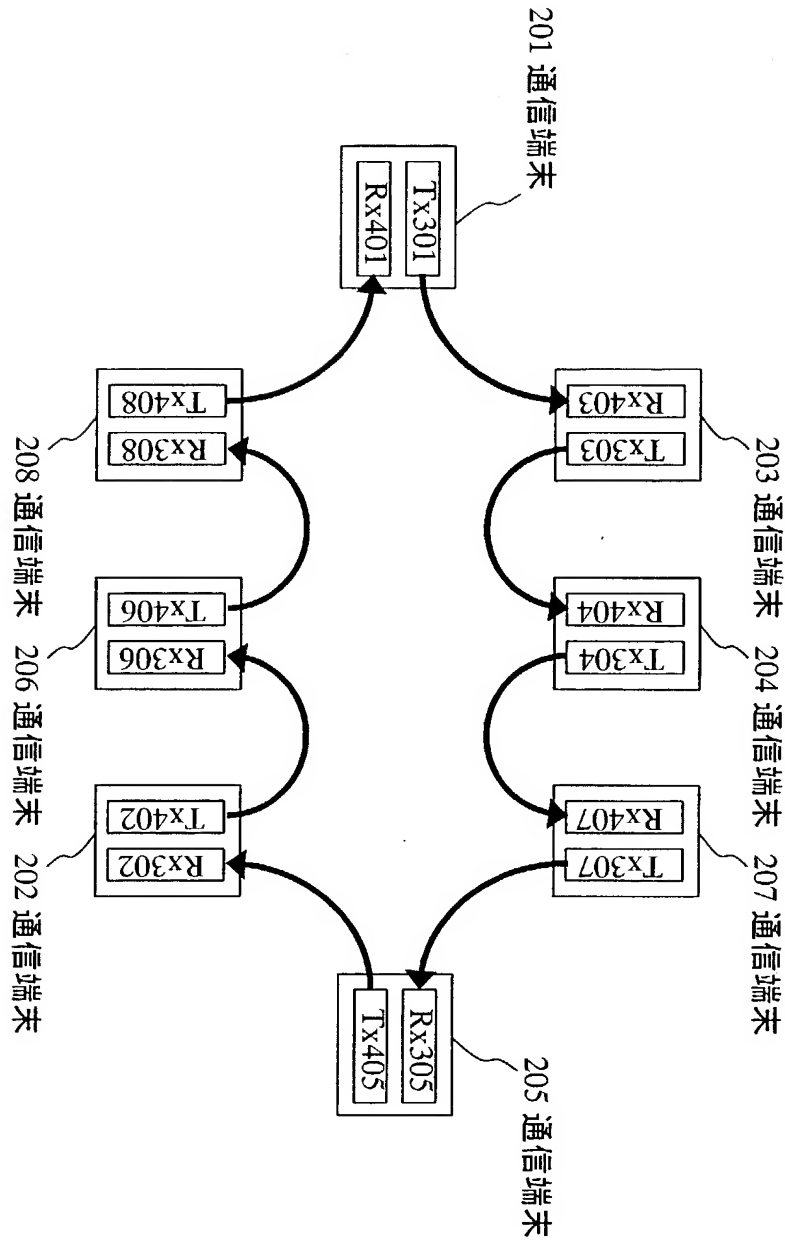 201 通信端末
Tx301
Rx401
203 通信端末
Rx403
Tx303
204 通信端末
Rx404
Tx304
207 通信端末
Rx407
Tx307
205 通信端末
Rx305
Tx405
202 通信端末
Rx302
Tx402
206 通信端末
Rx306
Tx406
208 通信端末
Rx308
Tx408